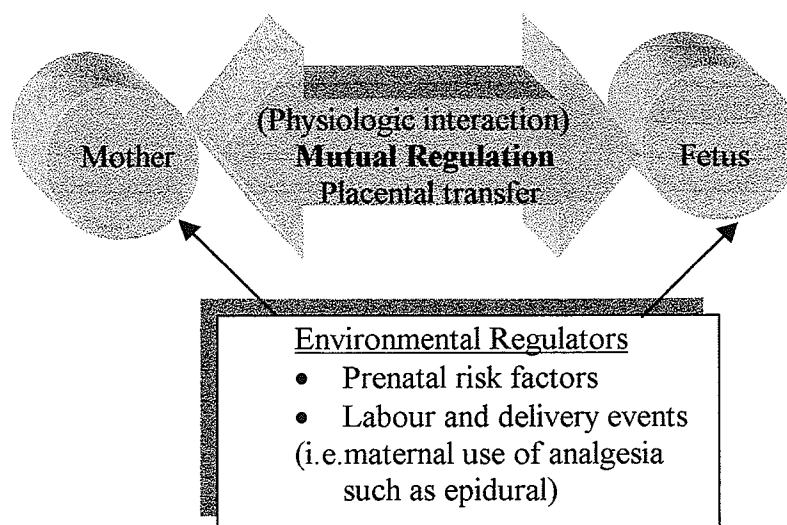 (Physiologic interaction)
Mother Mutual Regulation Fetus
Placental transfer
Environmental Regulators
• Prenatal risk factors
• Labour and delivery events
(i.e.maternal use of analgesia
such as epidural)